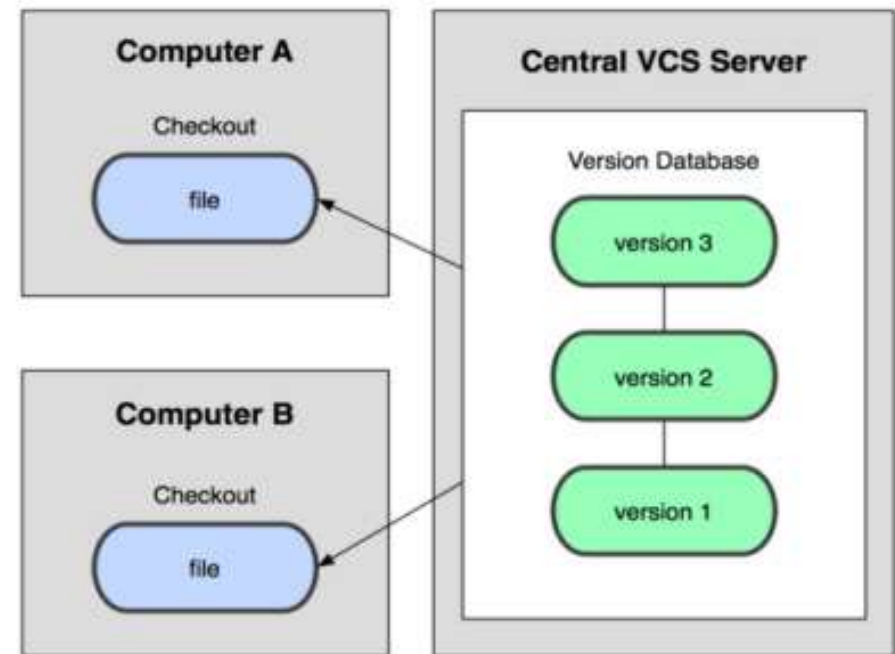 Computer A
Checkout
file
Computer B
Checkout
file
Central VCS Server
Version Database
version 3
version 2
version 1